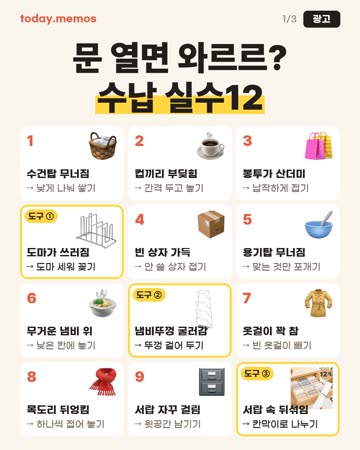 today.memos
1/3
광고
문 열면 와르르?
수납 실수12
1
수건탑 무너짐
→ 낮게 나눠 쌓기
2
컵끼리 부딪힘
→ 간격 두고 놓기
3
봉투가 산더미
→ 납작하게 접기
도구 ①
도마가 쓰러짐
→ 도마 세워 꽂기
4
빈 상자 가득
→ 안 쓸 상자 접기
5
용기탑 무너짐
→ 맞는 것만 포개기
6
무거운 냄비 위
→ 낮은 칸에 놓기
도구 ②
냄비뚜껑 굴러감
→ 뚜껑 걸어 두기
7
옷걸이 꽉 참
→ 빈 옷걸이 빼기
8
목도리 뒤엉킴
→ 하나씩 접어 놓기
9
서랍 자꾸 걸림
→ 윗공간 남기기
도구 ③
서랍 속 뒤섞임
→ 칸막이로 나누기